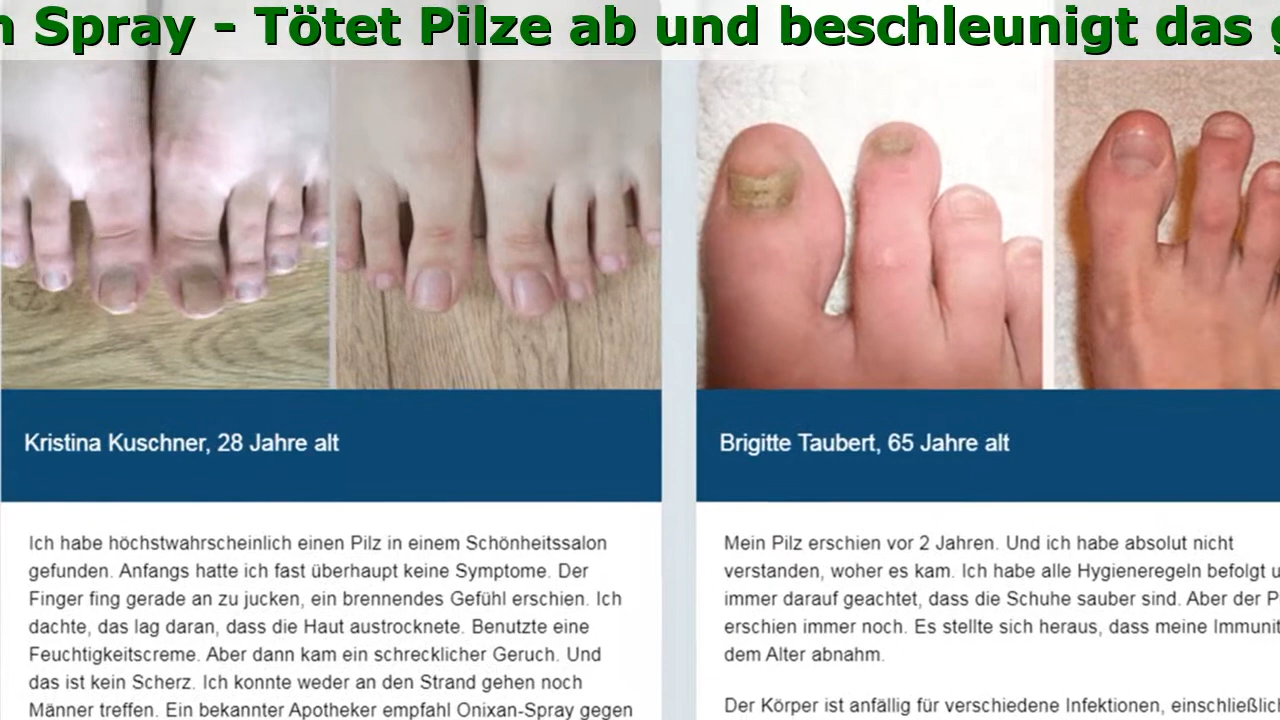 Spray - Tötet Pilze ab und beschleunigt das
Kristina Kuschner, 28 Jahre alt
Ich habe höchstwahrscheinlich einen Pilz in einem Schönheitssalon
gefunden. Anfangs hatte ich fast überhaupt keine Symptome. Der
Finger fing gerade an zu jucken, ein brennendes Gefühl erschien. Ich
dachte, das lag daran, dass die Haut austrocknete. Benutzte eine
Feuchtigkeitscreme. Aber dann kam ein schrecklicher Geruch. Und
das ist kein Scherz. Ich konnte weder an den Strand gehen noch
Männer treffen. Ein bekannter Apotheker empfahl Onixan-Spray gegen
Brigitte Taubert, 65 Jahre alt
Mein Pilz erschien vor 2 Jahren. Und ich habe absolut nicht
verstanden, woher es kam. Ich habe alle Hygieneregeln befolgt
immer darauf geachtet, dass die Schuhe sauber sind. Aber der
erschien immer noch. Es stellte sich heraus, dass meine
dem Alter abnahm.
Der Körper ist anfällig für verschiedene Infektionen,